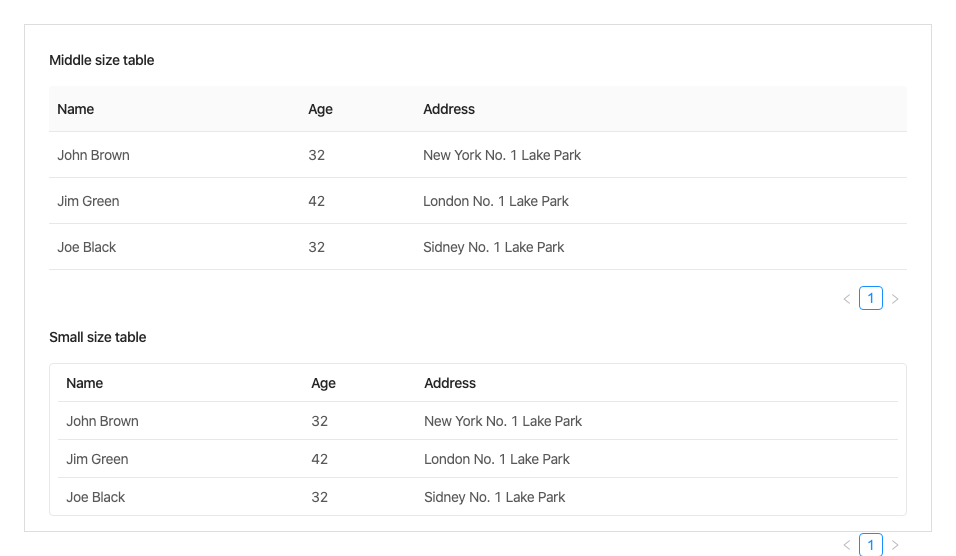 Middle size table
Name Age Address
John Brown 32 New York No. 1 Lake Park
Jim Green 42 London No. 1 Lake Park
Joe Black 32 Sidney No. 1 Lake Park
< 1 >
Small size table
Name Age Address
John Brown 32 New York No. 1 Lake Park
Jim Green 42 London No. 1 Lake Park
Joe Black 32 Sidney No. 1 Lake Park
< 1 >